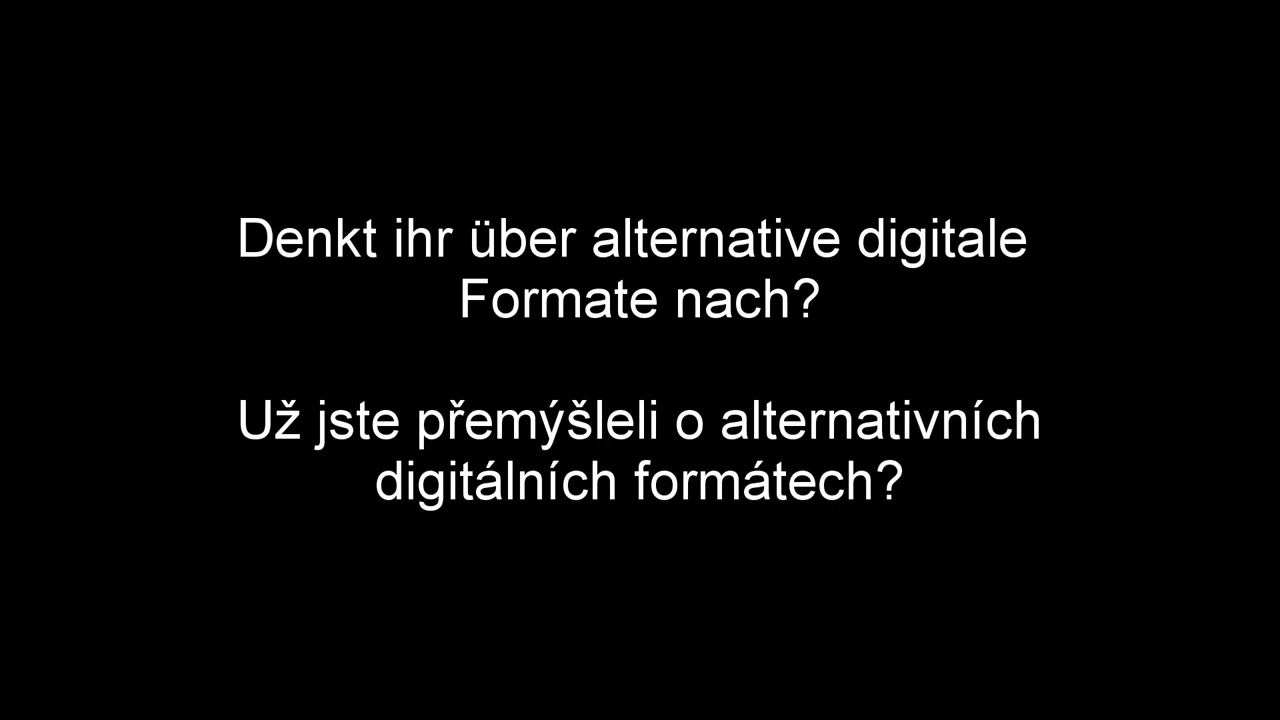 Denkt ihr über alternative digitale
Formate nach?
Už jste přemýšleli o alternativních
digitálních formátech?